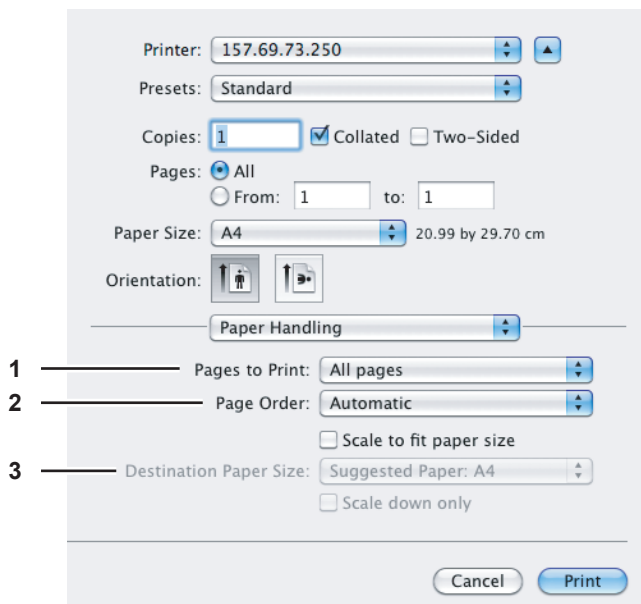 Printer: 157.69.73.250
Presets: Standard
Copies: 1 Collated Two-Sided
Pages: All
From: 1 to: 1
Paper Size: A4 20.99 by 29.70 cm
Orientation:
Paper Handling
1 Pages to Print: All pages
2 Page Order: Automatic
Scale to fit paper size
3 Destination Paper Size: Suggested Paper: A4
Scale down only
Cancel Print